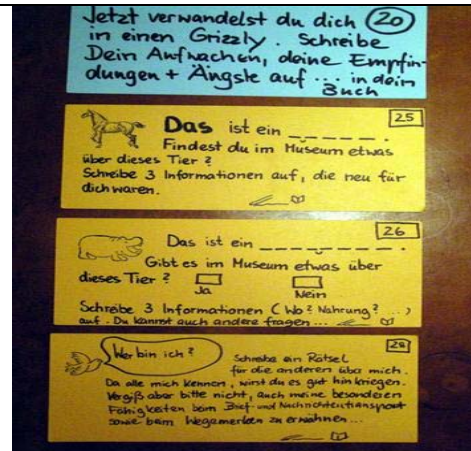 Jetzt verwandelst du dich 20
in einen Grizzly. Schreibe
Dein Aufwachen, deine Empfin-
dungen + Ängste auf ... in dein
Buch
25
Das ist ein _ _ _ _ _ _ .
Findest du im Museum etwas
über dieses Tier?
Schreibe 3 Informationen auf, die neu für
dich waren.
26
Das ist ein _ _ _ _ _ _ _ .
Gibt es im Museum etwas über
dieses Tier?
Ja Nein
Schreibe 3 Informationen (Wo? Nahrung? ...)
auf. Du kannst auch andere fragen ...
28
Wer bin ich?
Schreibe ein Rätsel
für die anderen über mich.
Da alle mich kennen, wirst du es gut hinkriegen.
Vergiß aber bitte nicht, auch meine besonderen
Fähigkeiten beim Brief- und Nachrichtentransport
sowie beim Wegemerken zu erwähnen ...